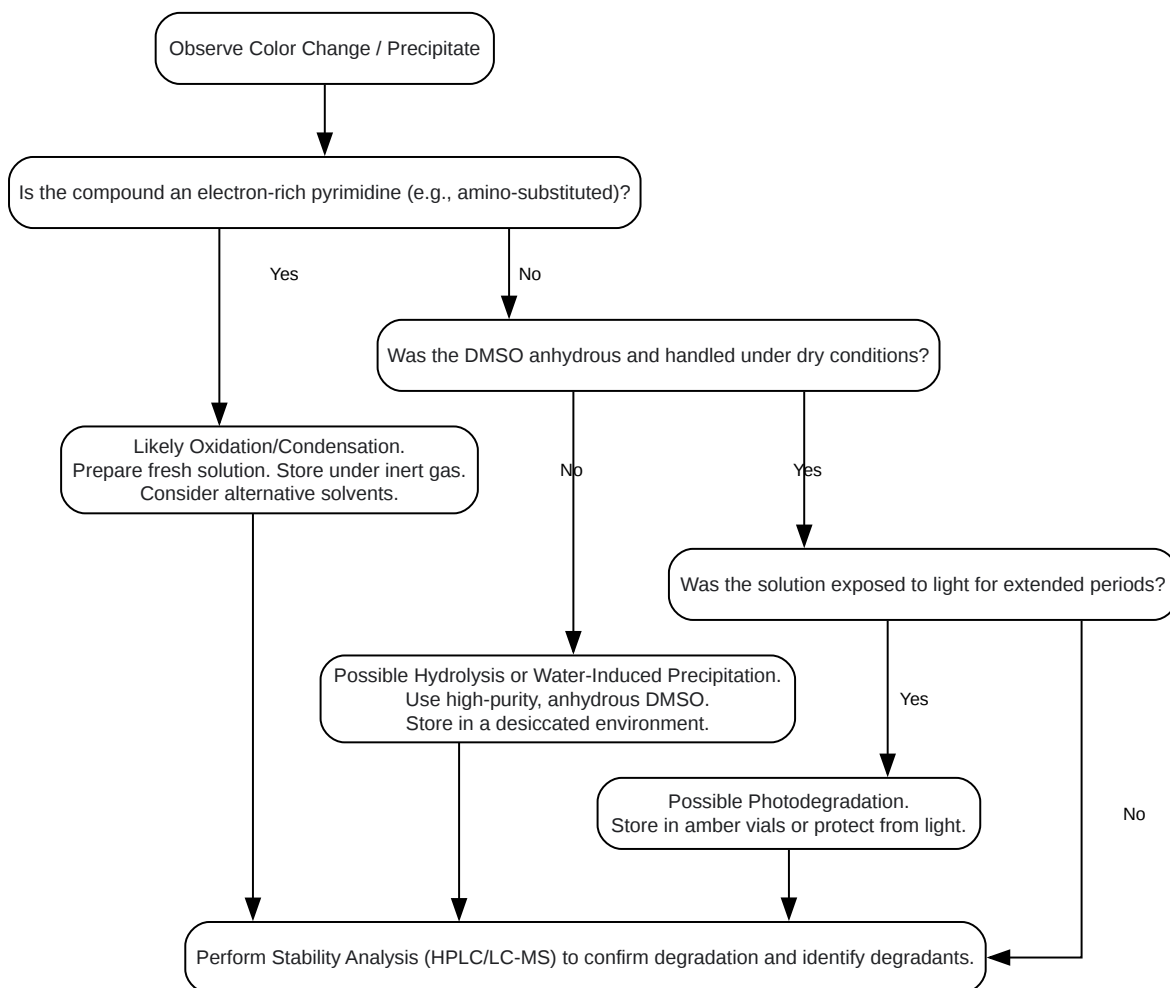 Observe Color Change / Precipitate
Is the compound an electron-rich pyrimidine (e.g., amino-substituted)?
Yes
No
Was the DMSO anhydrous and handled under dry conditions?
Likely Oxidation/Condensation.
Prepare fresh solution. Store under inert gas.
Consider alternative solvents.
No
Yes
Was the solution exposed to light for extended periods?
Possible Hydrolysis or Water-Induced Precipitation.
Use high-purity, anhydrous DMSO.
Store in a desiccated environment.
Yes
Possible Photodegradation.
Store in amber vials or protect from light.
No
Perform Stability Analysis (HPLC/LC-MS) to confirm degradation and identify degradants.